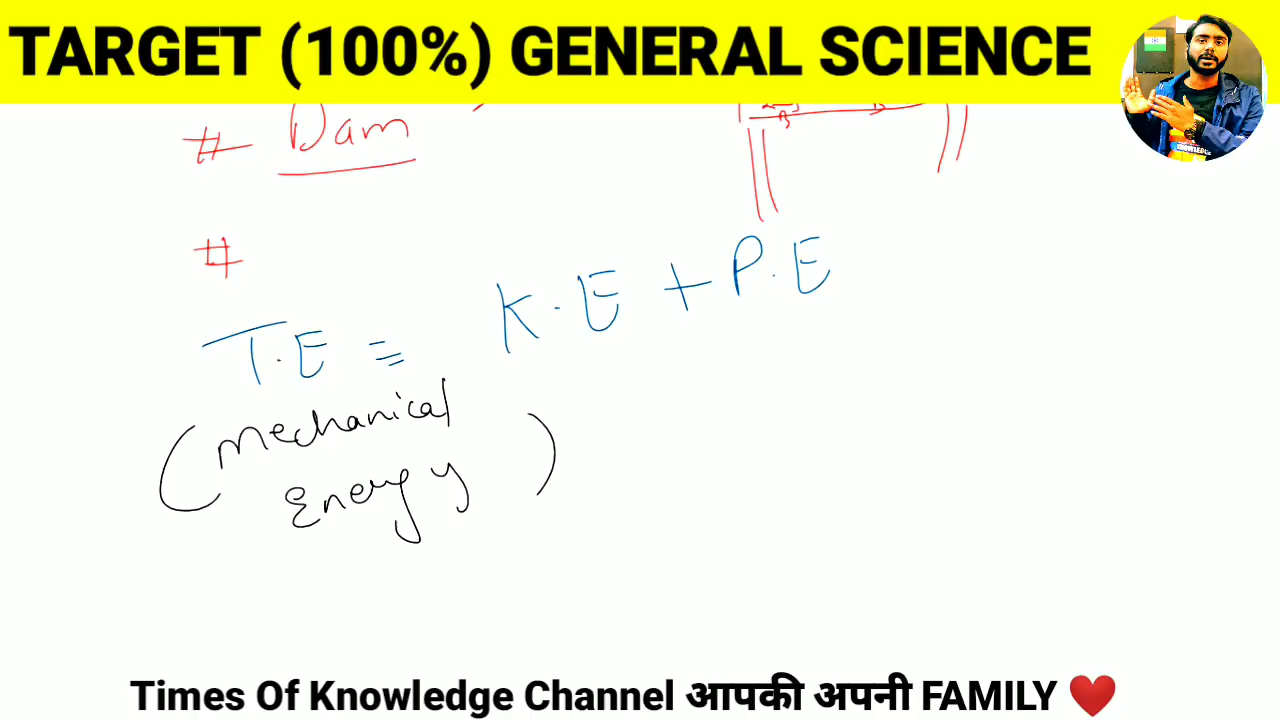 TARGET (100%) GENERAL SCIENCE
# Dam
#
T.E = K.E + P.E
(Mechanical
Energy)
Times Of Knowledge Channel आपकी अपनी FAMILY ❤️